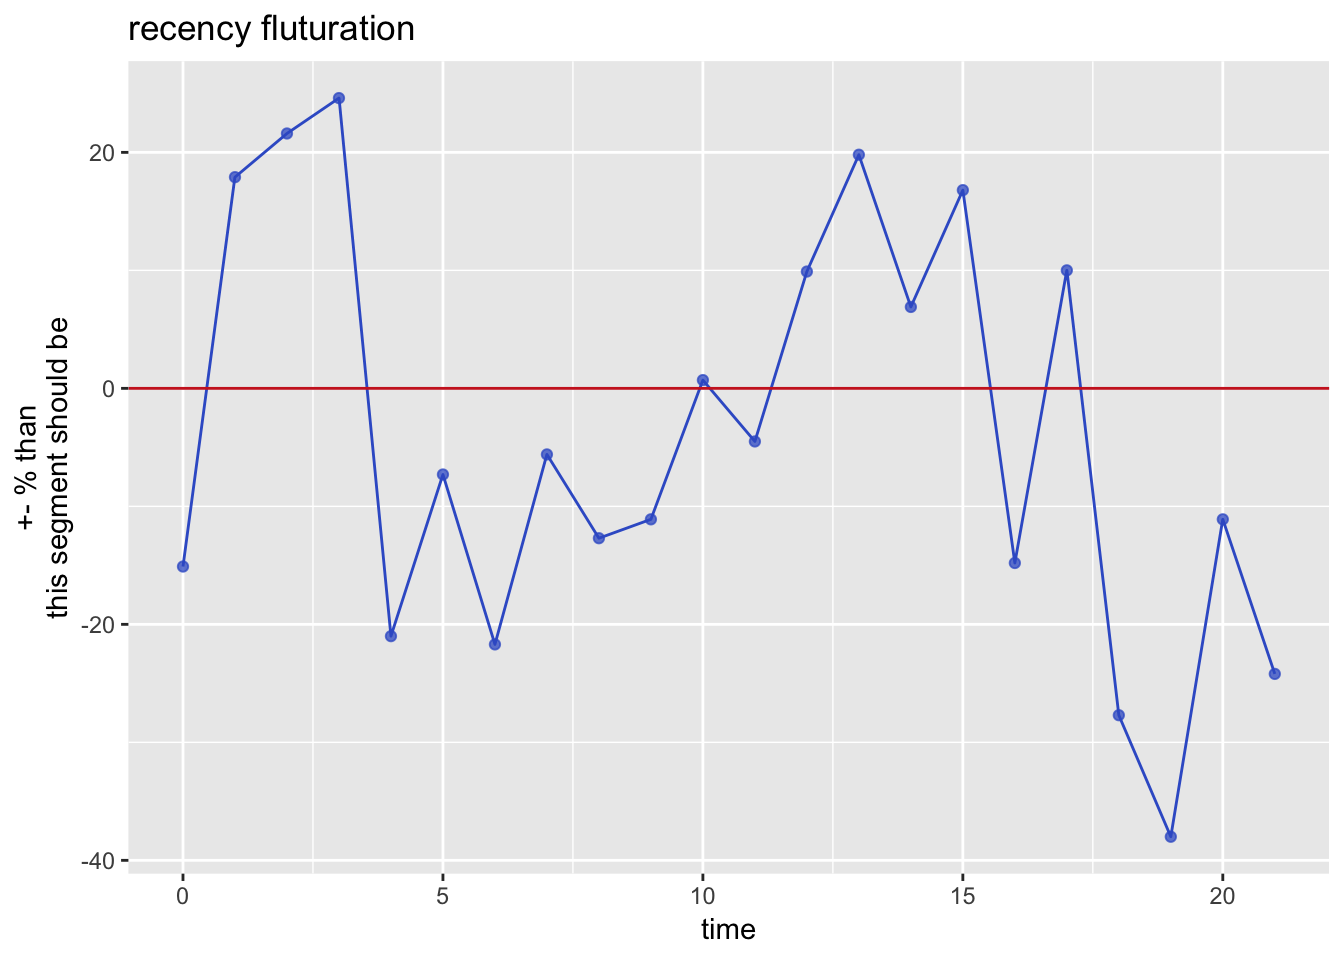 recency fluturation
+- % than
this segment should be
20
0
-20
-40
0
5
10
15
20
time